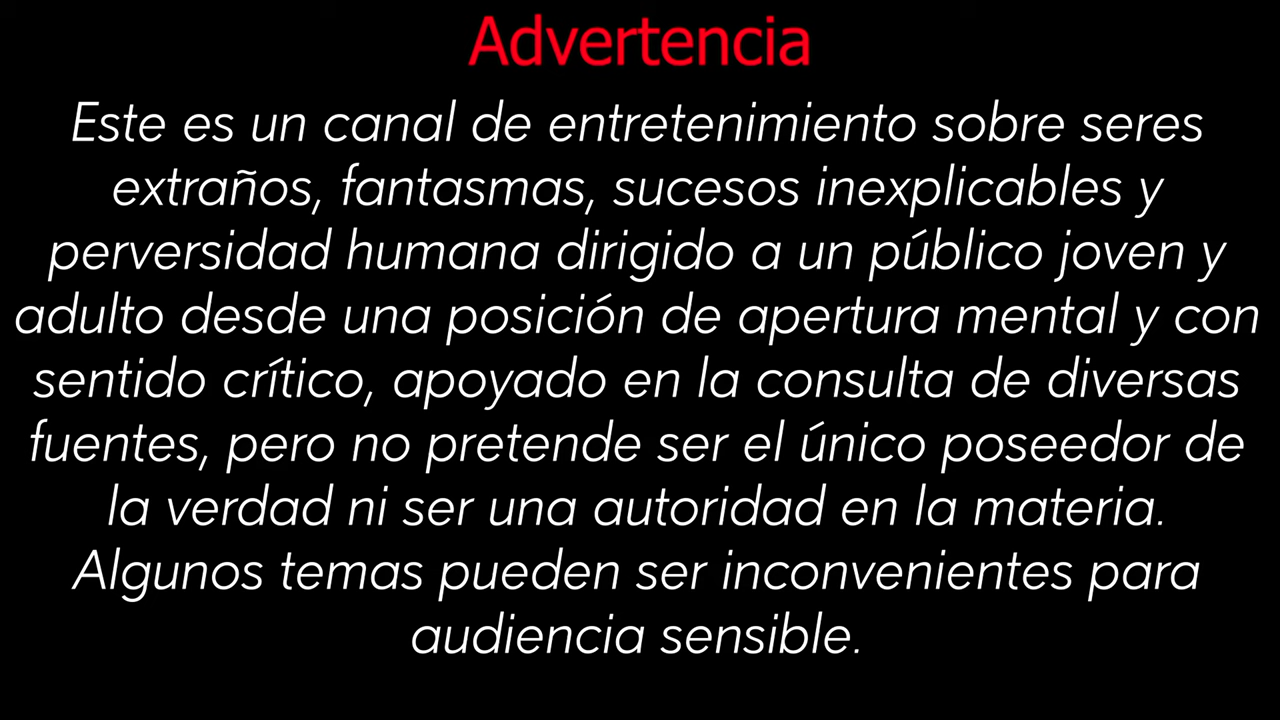 Advertencia
Este es un canal de entretenimiento sobre seres
extraños, fantasmas, sucesos inexplicables y
perversidad humana dirigido a un público joven y
adulto desde una posición de apertura mental y con
sentido crítico, apoyado en la consulta de diversas
fuentes, pero no pretende ser el único poseedor de
la verdad ni ser una autoridad en la materia.
Algunos temas pueden ser inconvenientes para
audiencia sensible.